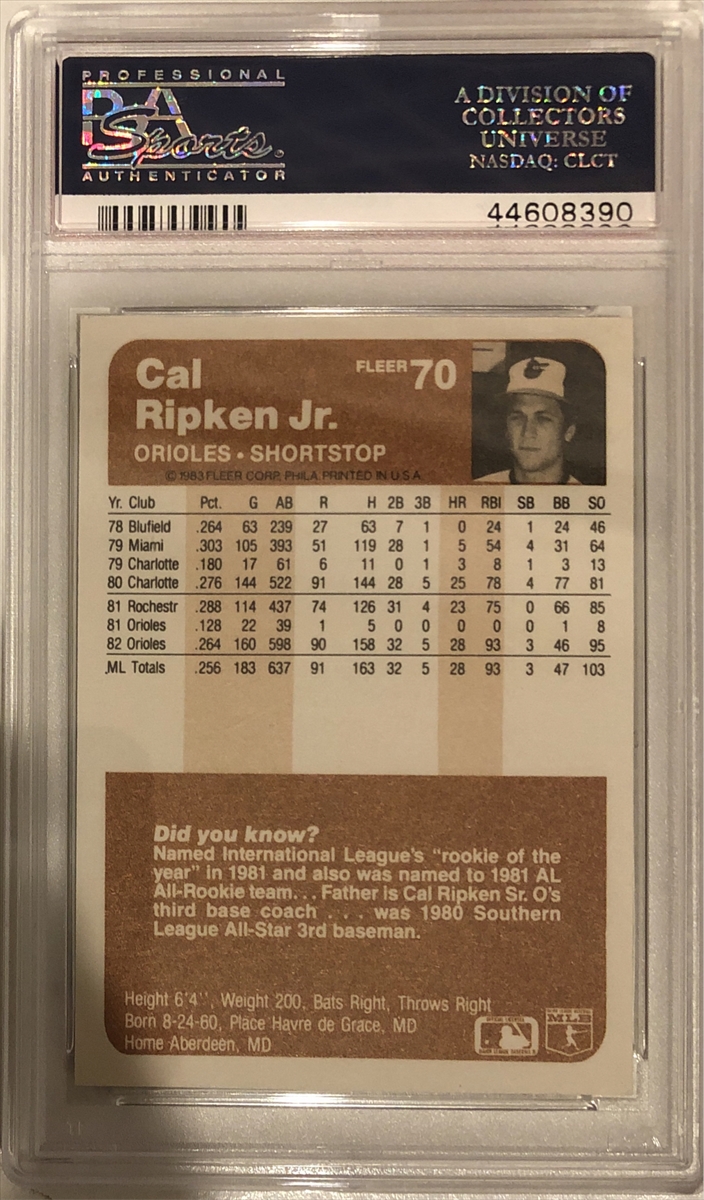 PROFESSIONAL
PSA
Sports.
AUTHENTICATOR
A DIVISION OF
COLLECTORS
UNIVERSE
NASDAQ: CLCT
44608390
Cal
Ripken Jr.
FLEER 70
ORIOLES • SHORTSTOP
© 1983 FLEER CORP. PHILA. PRINTED IN U.S.A.
Yr. Club Pct. G AB R H 2B 3B HR RBI SB BB SO
78 Blufield .264 63 239 27 63 7 1 0 24 1 24 46
79 Miami .303 105 393 51 119 28 1 5 54 4 31 64
79 Charlotte .180 17 61 6 11 0 1 3 8 1 3 13
80 Charlotte .276 144 522 91 144 28 5 25 78 4 77 81
81 Rochestr .288 114 437 74 126 31 4 23 75 0 66 85
81 Orioles .128 22 39 1 5 0 0 0 0 0 1 8
82 Orioles .264 160 598 90 158 32 5 28 93 3 46 95
ML Totals .256 183 637 91 163 32 5 28 93 3 47 103
Did you know?
Named International League's "rookie of the
year" in 1981 and also was named to 1981 AL
All-Rookie team. . . Father is Cal Ripken Sr. O's
third base coach . . . was 1980 Southern
League All-Star 3rd baseman.
Height 6'4'', Weight 200, Bats Right, Throws Right
Born 8-24-60, Place Havre de Grace, MD
Home Aberdeen, MD
MLB